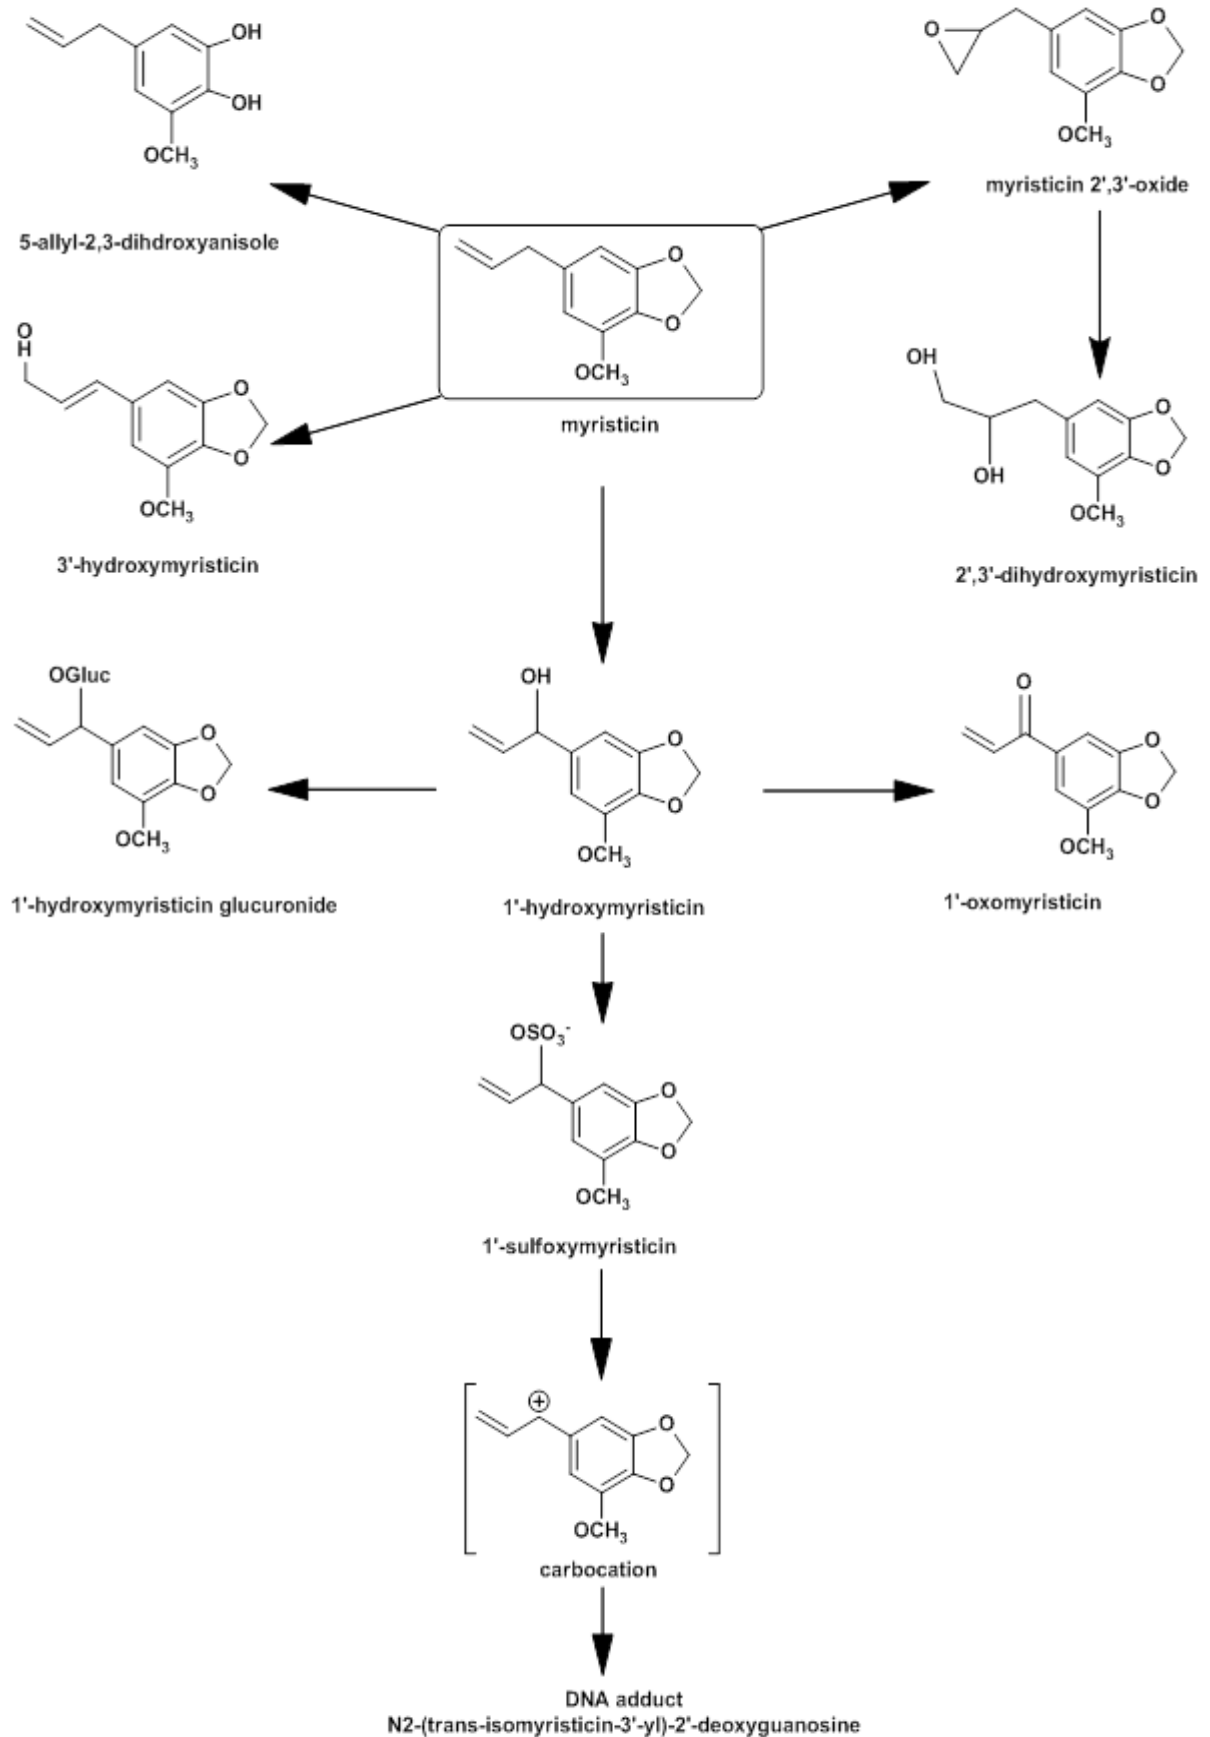 OH
OH
OCH3
5-allyl-2,3-dihdroxyanisole
O
O
O
OCH3
myristicin 2',3'-oxide
O
O
OCH3
myristicin
O
H
O
O
OCH3
3'-hydroxymyristicin
OH
OH
O
O
OCH3
2',3'-dihydroxymyristicin
OGluc
O
O
OCH3
1'-hydroxymyristicin glucuronide
OH
O
O
OCH3
1'-hydroxymyristicin
O
O
O
OCH3
1'-oxomyristicin
OSO3-
O
O
OCH3
1'-sulfoxymyristicin
+
O
O
OCH3
carbocation
DNA adduct
N2-(trans-isomyristicin-3'-yl)-2'-deoxyguanosine